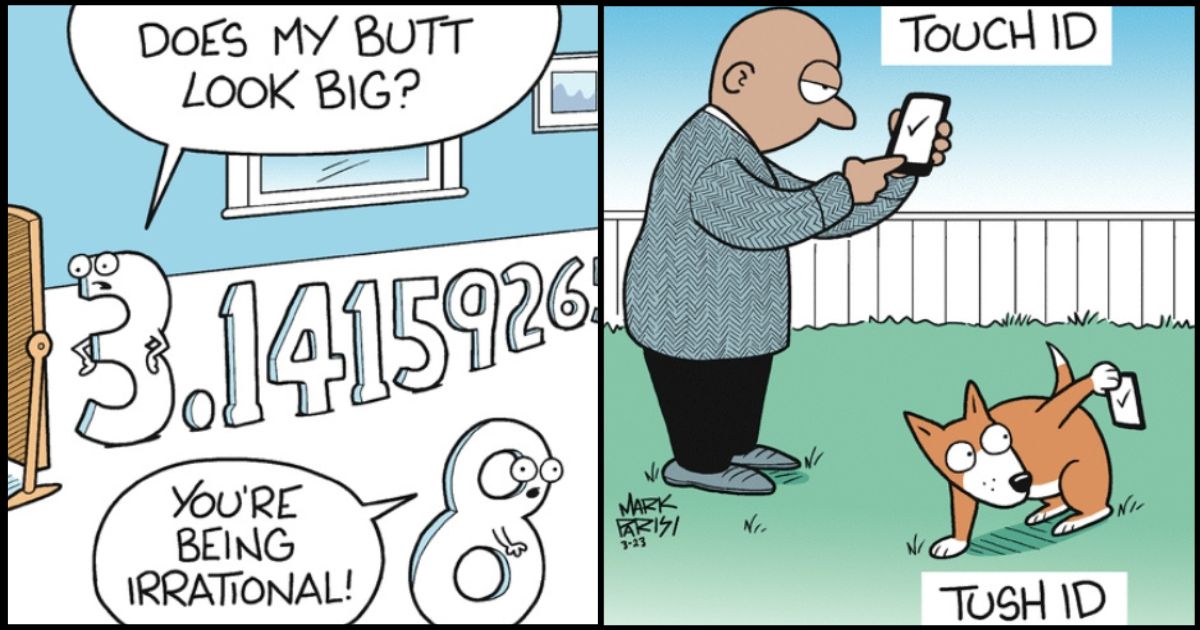 DOES MY BUTT
LOOK BIG?
3.1415926
YOU'RE
BEING
IRRATIONAL!
8
TOUCH ID
MARK
PARISI
3-23
TUSH ID